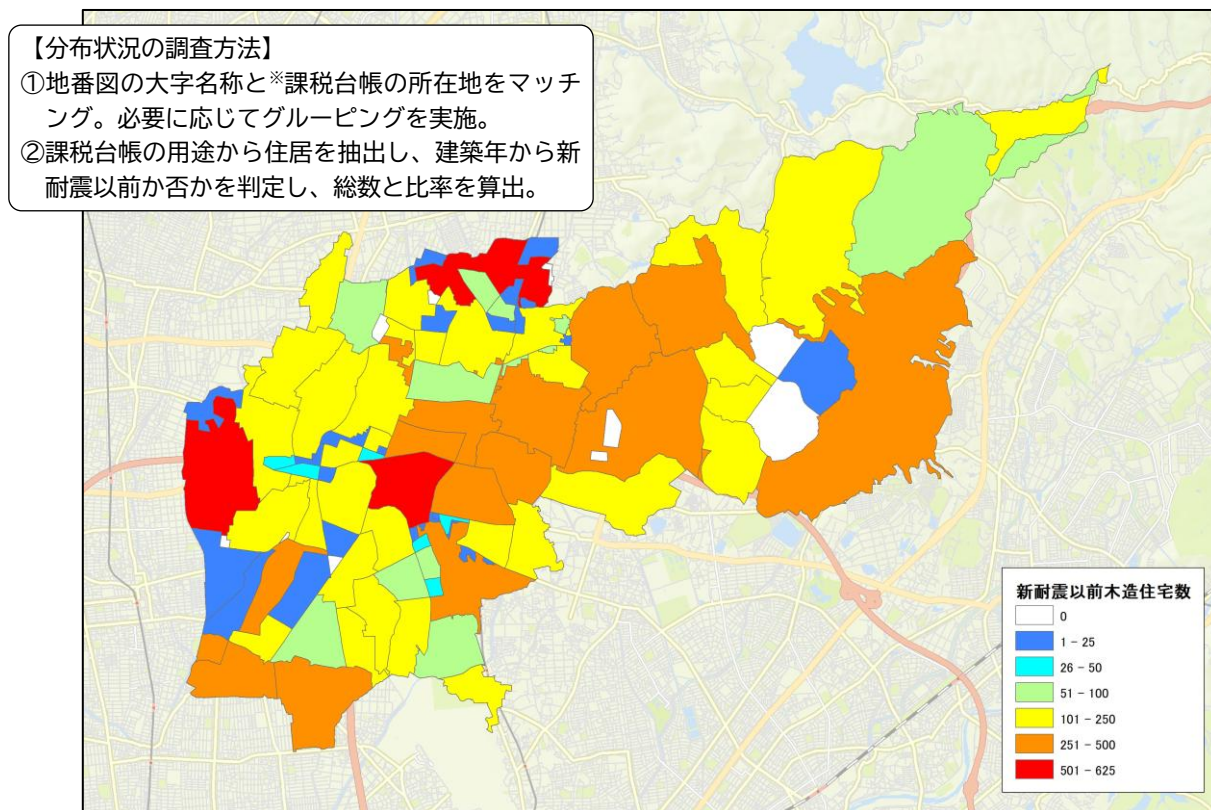 【分布状況の調査方法】
①地番図の大字名称と※課税台帳の所在地をマッチ
ング。必要に応じてグルーピングを実施。
②課税台帳の用途から住居を抽出し、建築年から新
耐震以前か否かを判定し、総数と比率を算出。
新耐震以前木造住宅数
0
1 - 25
26 - 50
51 - 100
101 - 250
251 - 500
501 - 625